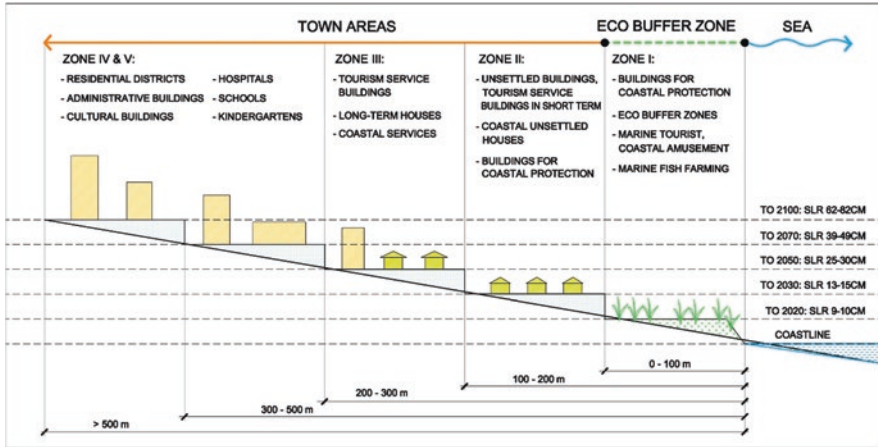 TOWN AREAS
ECO BUFFER ZONE
SEA
ZONE IV & V:
- RESIDENTIAL DISTRICTS
- ADMINISTRATIVE BUILDINGS
- CULTURAL BUILDINGS
- HOSPITALS
- SCHOOLS
- KINDERGARTENS
ZONE III:
- TOURISM SERVICE
BUILDINGS
- LONG-TERM HOUSES
- COASTAL SERVICES
ZONE II:
- UNSETTLED BUILDINGS,
TOURISM SERVICE
BUILDINGS IN SHORT TERM
- COASTAL UNSETTLED
HOUSES
- BUILDINGS FOR
COASTAL PROTECTION
ZONE I:
- BUILDINGS FOR
COASTAL PROTECTION
- ECO BUFFER ZONES
- MARINE TOURIST,
COASTAL AMUSEMENT
- MARINE FISH FARMING
TO 2100: SLR 62-82CM
TO 2070: SLR 39-49CM
TO 2050: SLR 25-30CM
TO 2030: SLR 13-15CM
TO 2020: SLR 9-10CM
COASTLINE
0 - 100 m
100 - 200 m
200 - 300 m
300 - 500 m
> 500 m